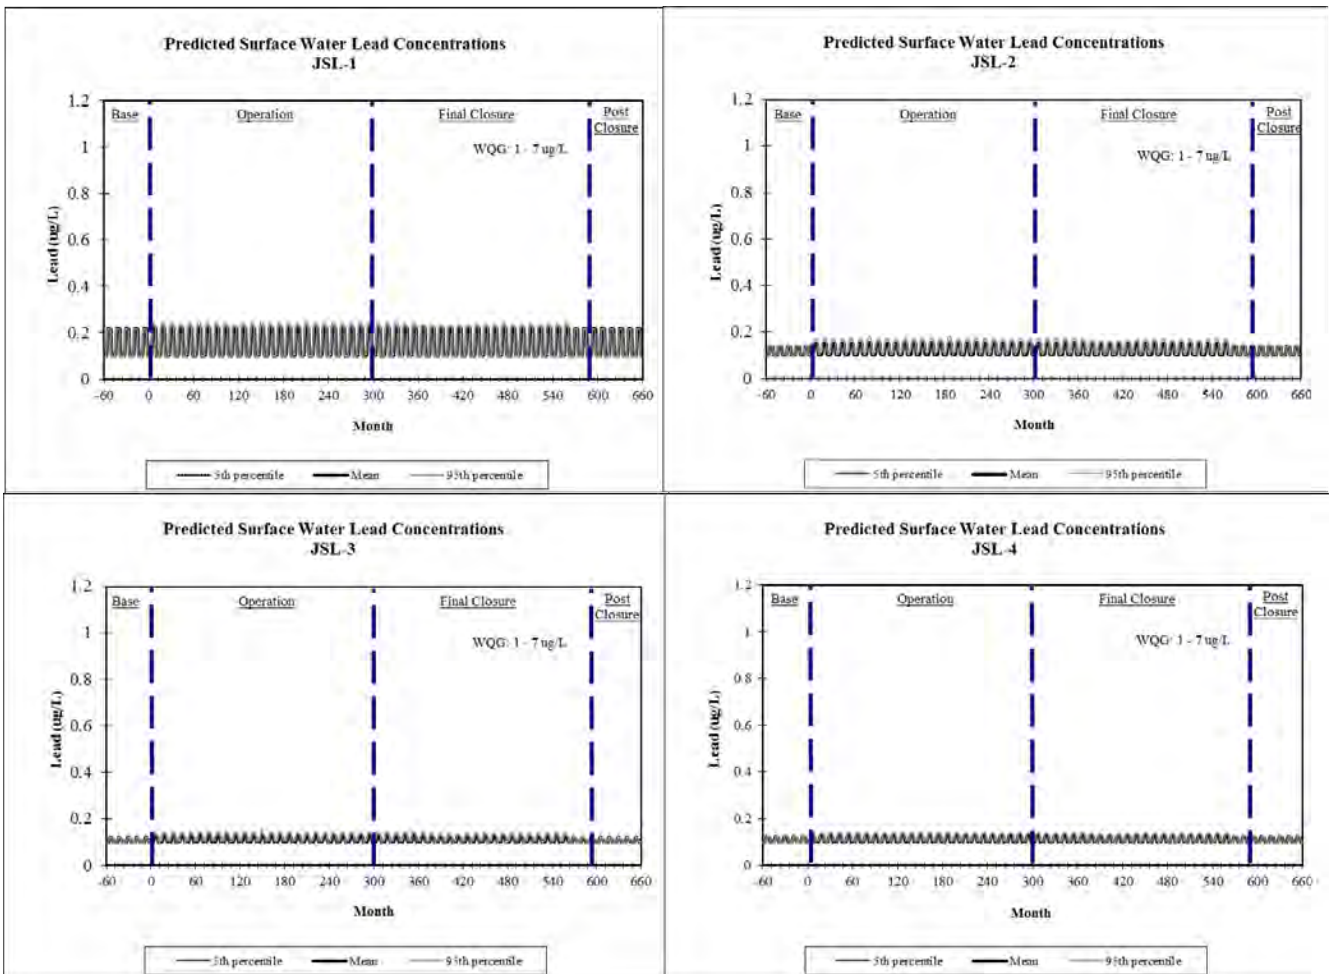 Predicted Surface Water Lead Concentrations
JSL-1
1.2
1
0.8
0.6
0.4
0.2
0
Lead (ug/L)
Base
Operation
Final Closure
Post
Closure
WQG: 1 - 7 ug/L
-60 0 60 120 180 240 300 360 420 480 540 600 660
Month
5th percentile Mean 95th percentile
Predicted Surface Water Lead Concentrations
JSL-2
1.2
1
0.8
0.6
0.4
0.2
0
Lead (ug/L)
Base
Operation
Final Closure
Post
Closure
WQG: 1 - 7 ug/L
-60 0 60 120 180 240 300 360 420 480 540 600 660
Month
5th percentile Mean 95th percentile
Predicted Surface Water Lead Concentrations
JSL-3
1.2
1
0.8
0.6
0.4
0.2
0
Lead (ug/L)
Base
Operation
Final Closure
Post
Closure
WQG: 1 - 7 ug/L
-60 0 60 120 180 240 300 360 420 480 540 600 660
Month
5th percentile Mean 95th percentile
Predicted Surface Water Lead Concentrations
JSL-4
1.2
1
0.8
0.6
0.4
0.2
0
Lead (ug/L)
Base
Operation
Final Closure
Post
Closure
WQG: 1 - 7 ug/L
-60 0 60 120 180 240 300 360 420 480 540 600 660
Month
5th percentile Mean 95th percentile